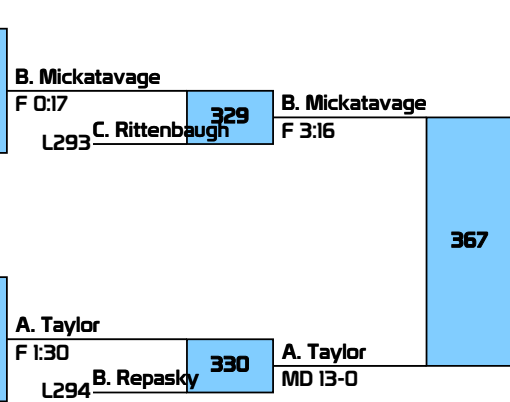 B. Mickatavage
F 0:17
329
C. Rittenbaugh
L293
B. Mickatavage
F 3:16
367
A. Taylor
F 1:30
330
B. Repasky
L294
A. Taylor
MD 13-0